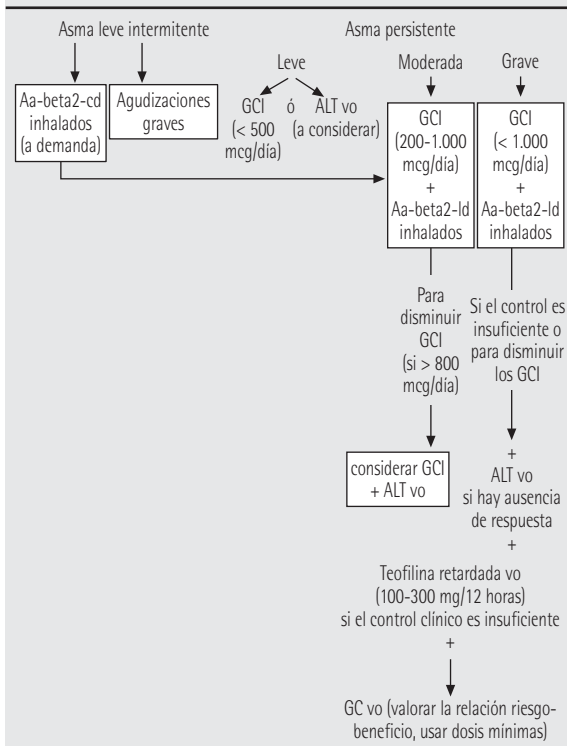 Asma leve intermitente
Asma persistente
Leve
Moderada
Grave
Aa-beta2-cd
inhalados
(a demanda)
Agudizaciones
graves
GCI ó ALT vo
(< 500 (a considerar)
mcg/día)
GCI
(200-1.000
mcg/día)
+
Aa-beta2-ld
inhalados
GCI
(< 1.000
mcg/día)
+
Aa-beta2-ld
inhalados
Para
disminuir
GCI
(si > 800
mcg/día)
Si el control es
insuficiente o
para disminuir
los GCI
considerar GCI
+ ALT vo
+
ALT vo
si hay ausencia
de respuesta
+
Teofilina retardada vo
(100-300 mg/12 horas)
si el control clínico es insuficiente
+
GC vo (valorar la relación riesgo-
beneficio, usar dosis mínimas)